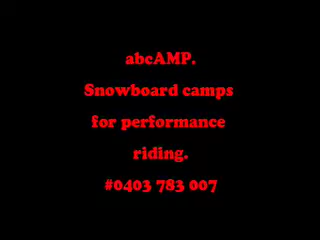 abcAMP.
Snowboard camps
for performance
riding.
#0403 783 007